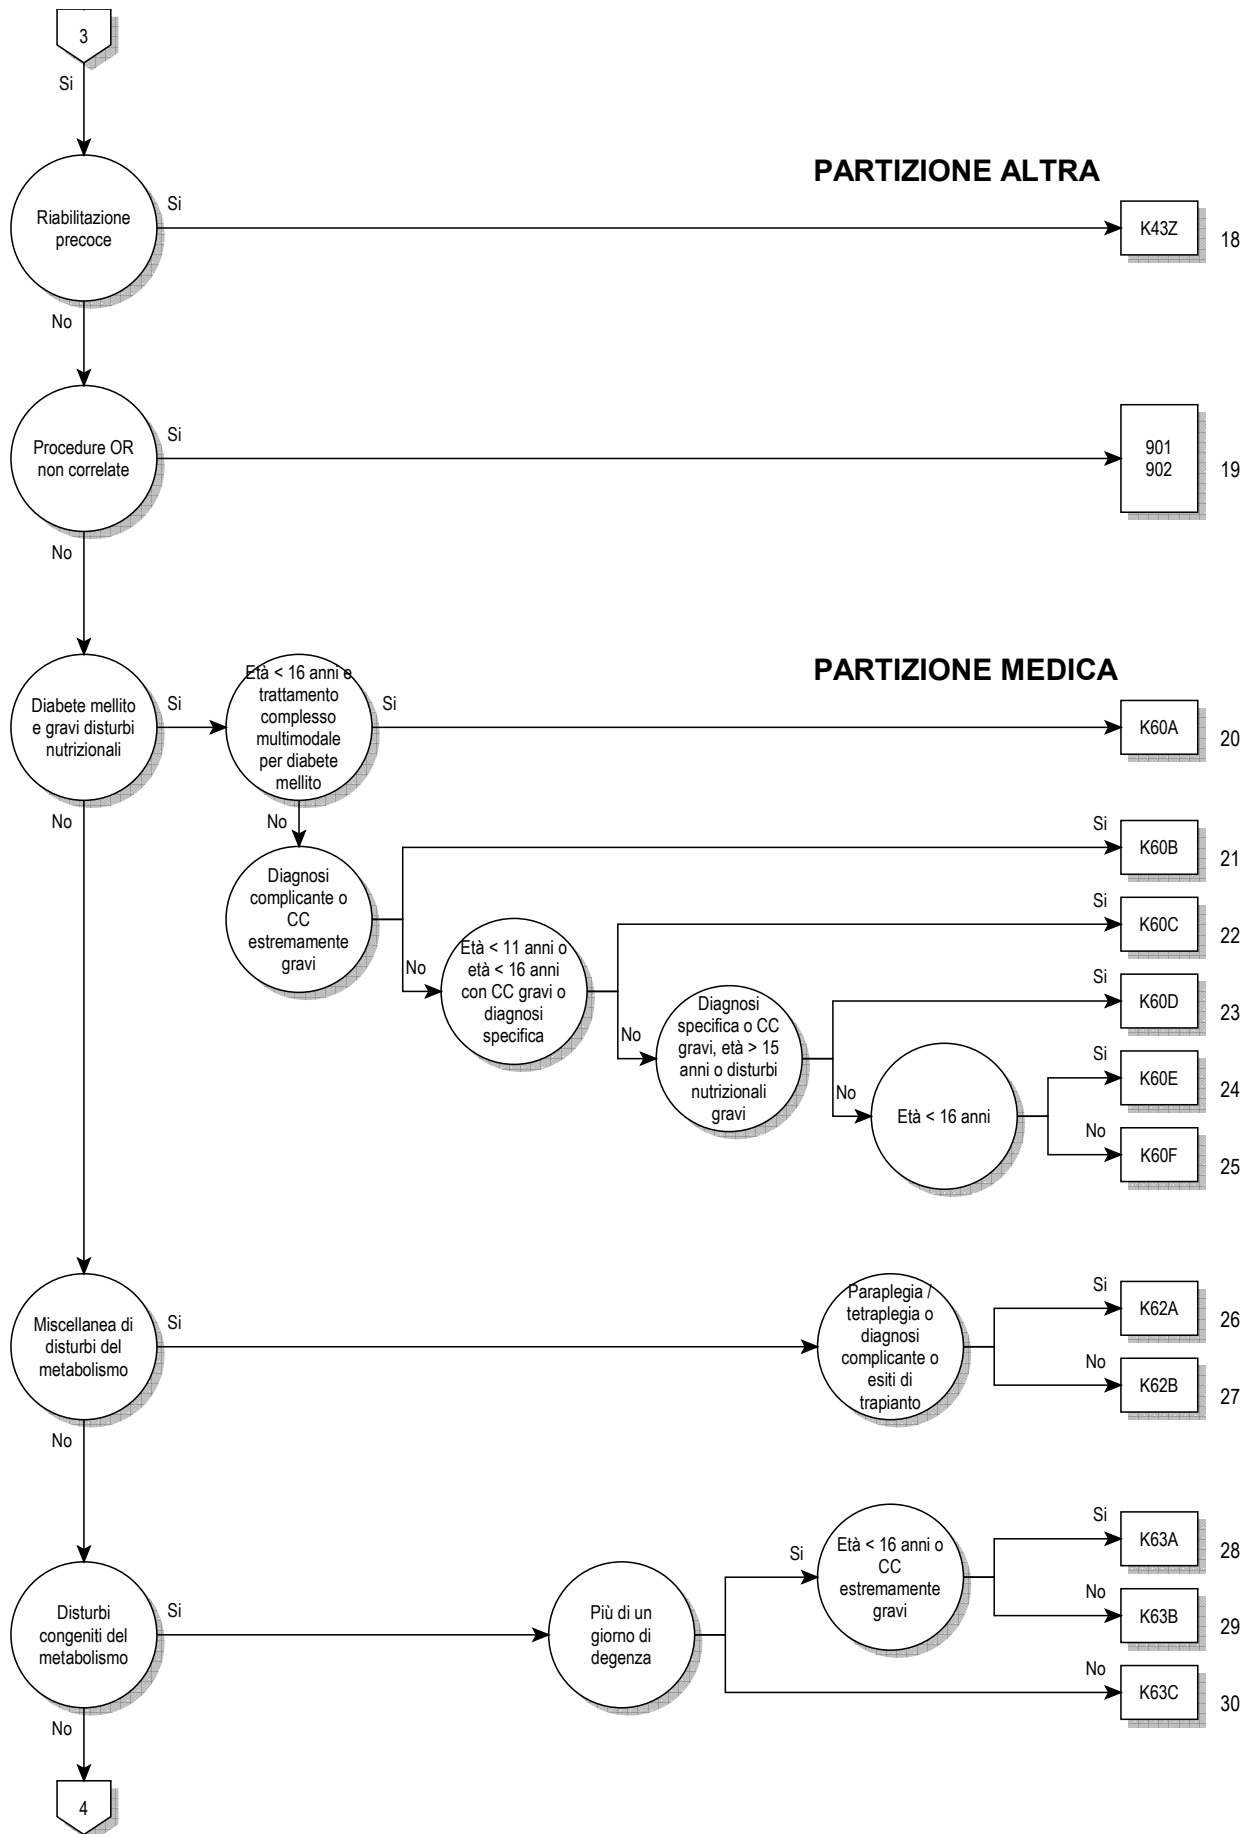 3
Si
PARTIZIONE ALTRA
Riabilitazione
precoce
Si
K43Z
18
No
Procedure OR
non correlate
Si
901
902
19
No
PARTIZIONE MEDICA
Diabete mellito
e gravi disturbi
nutrizionali
Si
Età < 16 anni e
trattamento
complesso
multimodale
per diabete
mellito
Si
K60A
20
No
No
Diagnosi
complicante o
CC
estremamente
gravi
Si
K60B
21
No
Età < 11 anni o
età < 16 anni
con CC gravi o
diagnosi
specifica
Si
K60C
22
No
Diagnosi
specifica o CC
gravi, età > 15
anni o disturbi
nutrizionali
gravi
Si
K60D
23
No
Età < 16 anni
Si
K60E
24
No
K60F
25
Miscellanea di
disturbi del
metabolismo
Si
Paraplegia /
tetraplegia o
diagnosi
complicante o
esiti di
trapianto
Si
K62A
26
No
K62B
27
No
Disturbi
congeniti del
metabolismo
Si
Più di un
giorno di
degenza
Si
Età < 16 anni o
CC
estremamente
gravi
Si
K63A
28
No
K63B
29
No
K63C
30
No
4